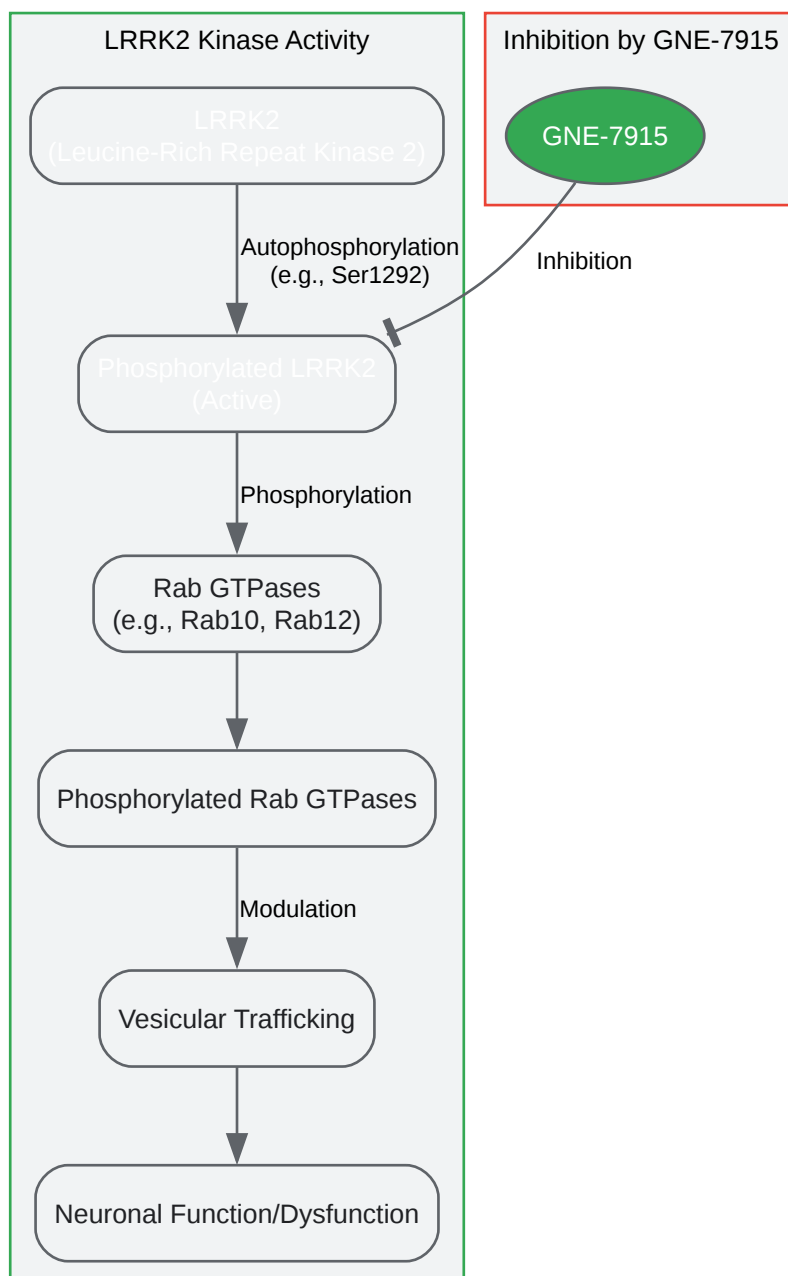 LRRK2 Kinase Activity
Inhibition by GNE-7915
LRRK2
(Leucine-Rich Repeat Kinase 2)
GNE-7915
Autophosphorylation
(e.g., Ser1292)
Inhibition
Phosphorylated LRRK2
(Active)
Phosphorylation
Rab GTPases
(e.g., Rab10, Rab12)
Phosphorylated Rab GTPases
Modulation
Vesicular Trafficking
Neuronal Function/Dysfunction